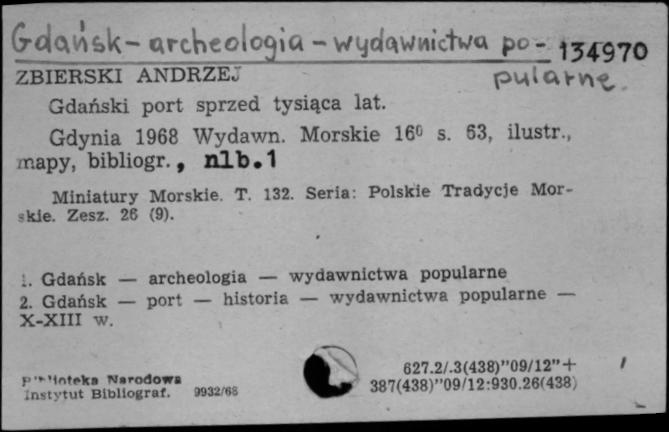 Gdańsk - archeologia - wydawnictwa po- 134970
pularne.
ZBIERSKI ANDRZEJ
Gdański port sprzed tysiąca lat.
Gdynia 1968 Wydawn. Morskie 16⁰ s. 63, ilustr.,
mapy, bibliogr., nlb.1
Miniatury Morskie. T. 132. Seria: Polskie Tradycje Mor-
skie. Zesz. 26 (9).
1. Gdańsk — archeologia — wydawnictwa popularne
2. Gdańsk — port — historia — wydawnictwa popularne —
X-XIII w.
Biblioteka Narodowa
Instytut Bibliograf. 9932/68
627.2/.3(438)"09/12"+
387(438)"09/12:930.26(438)